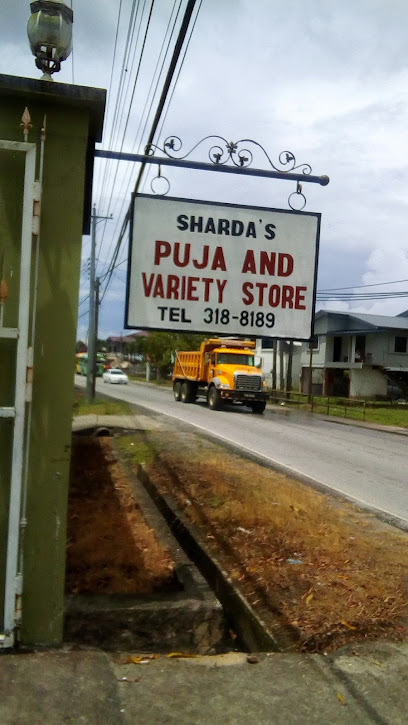 SHARDA'S
PUJA AND
VARIETY STORE
TEL 318-8189